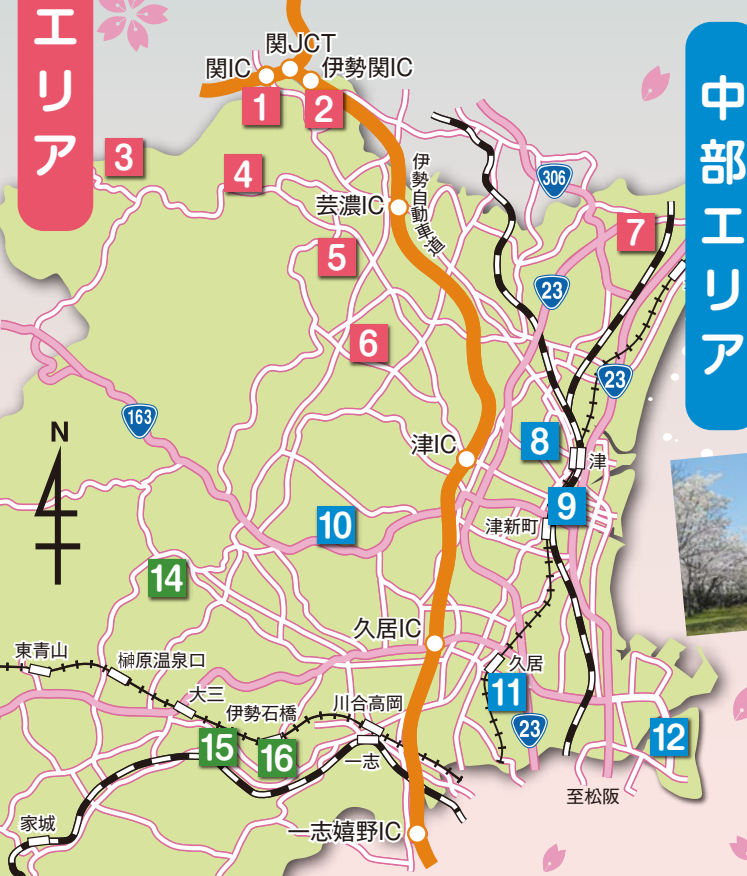 エリア
関JCT
関IC
伊勢関IC
1
2
3
4
中部エリア
306
芸濃IC
伊勢自動車道
7
5
23
6
23
163
N
津IC
8
津
9
津新町
10
14
久居IC
東青山
榊原温泉口
久居
大三
11
伊勢石橋
川合高岡
23
12
15
16
一志
至松阪
家城
一志嬉野IC